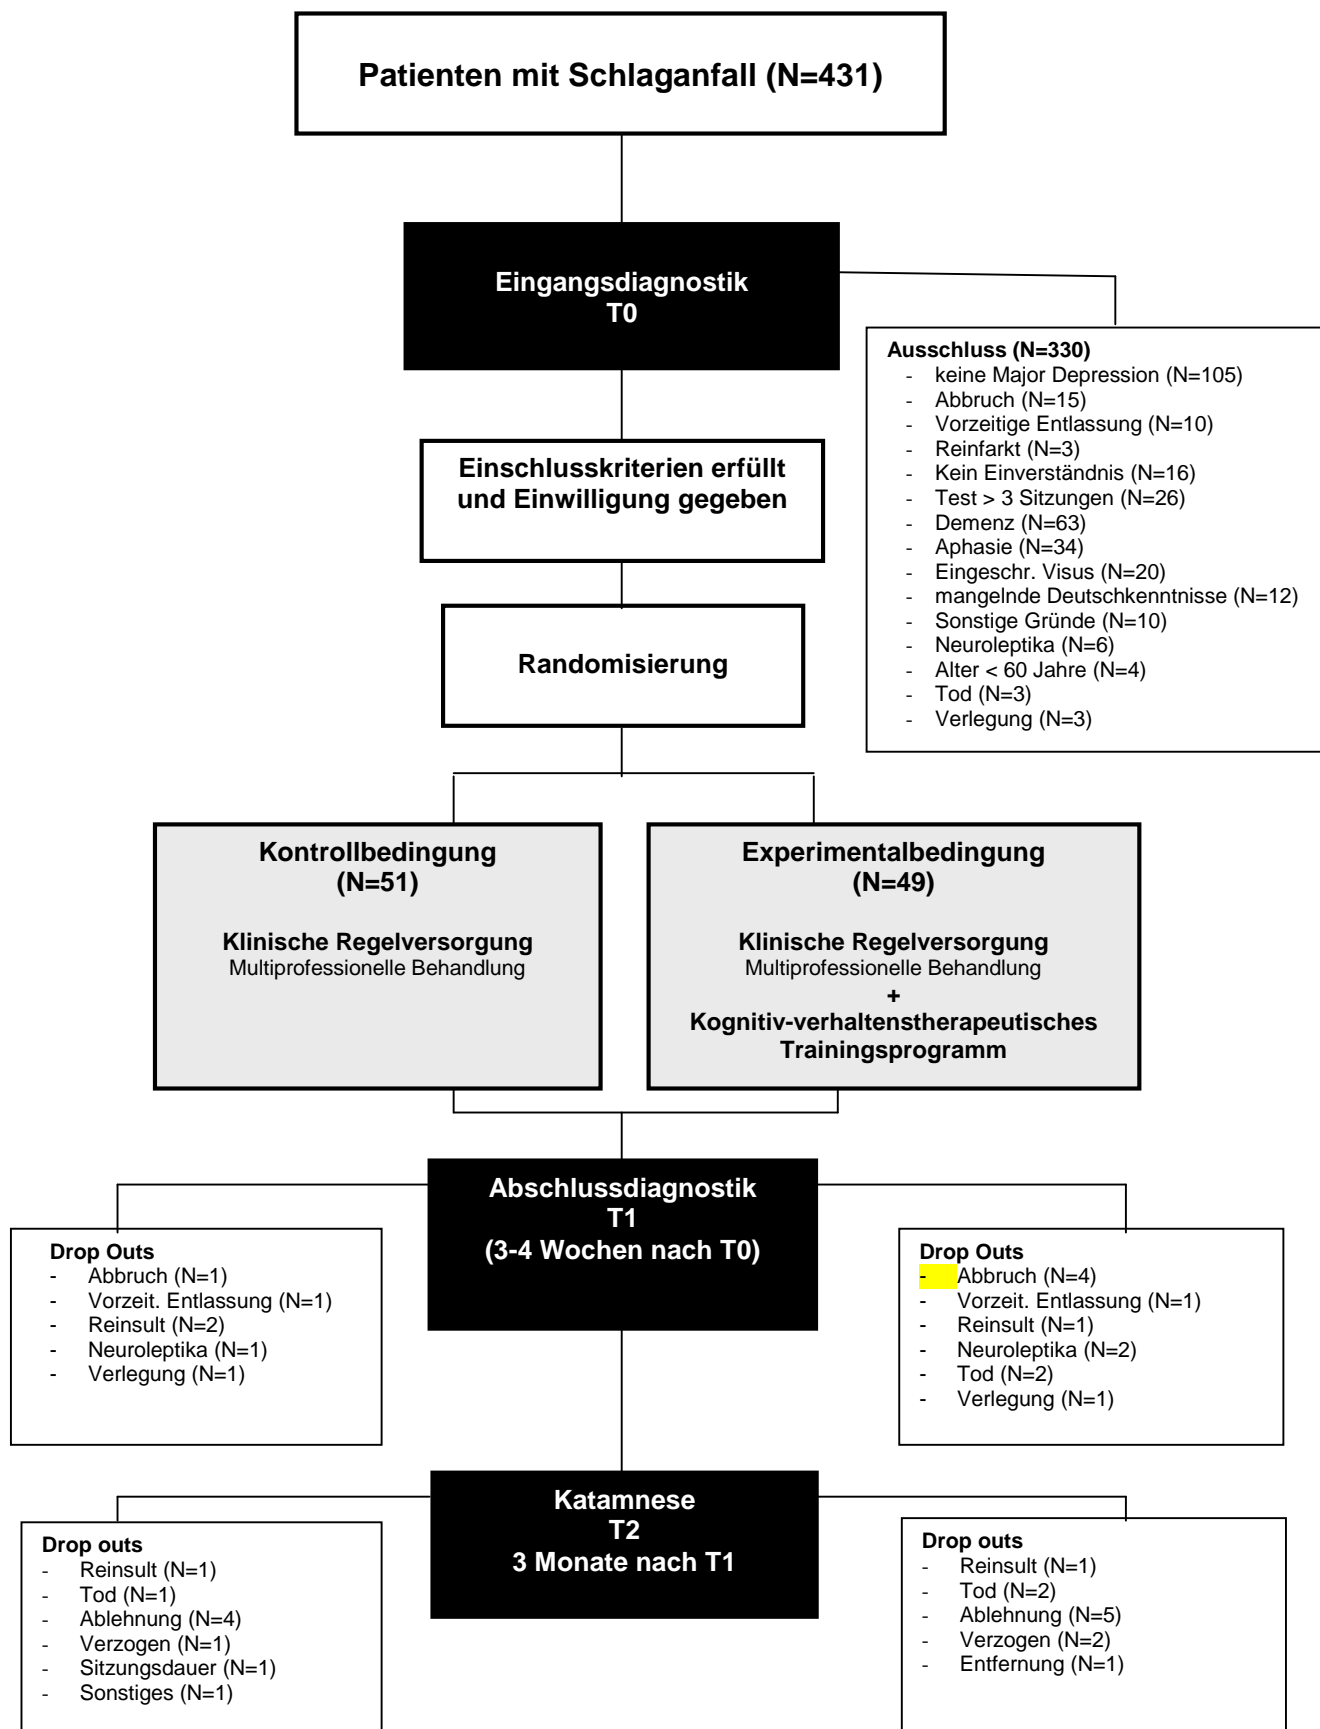 Patienten mit Schlaganfall (N=431)
Eingangsdiagnostik
T0
Ausschluss (N=330)
- keine Major Depression (N=105)
- Abbruch (N=15)
- Vorzeitige Entlassung (N=10)
- Reinfarkt (N=3)
- Kein Einverständnis (N=16)
- Test > 3 Sitzungen (N=26)
- Demenz (N=63)
- Aphasie (N=34)
- Eingeschr. Visus (N=20)
- mangelnde Deutschkenntnisse (N=12)
- Sonstige Gründe (N=10)
- Neuroleptika (N=6)
- Alter < 60 Jahre (N=4)
- Tod (N=3)
- Verlegung (N=3)
Einschlusskriterien erfüllt
und Einwilligung gegeben
Randomisierung
Kontrollbedingung
(N=51)
Klinische Regelversorgung
Multiprofessionelle Behandlung
Experimentalbedingung
(N=49)
Klinische Regelversorgung
Multiprofessionelle Behandlung
+
Kognitiv-verhaltenstherapeutisches
Trainingsprogramm
Abschlussdiagnostik
T1
(3-4 Wochen nach T0)
Drop Outs
- Abbruch (N=1)
- Vorzeit. Entlassung (N=1)
- Reinsult (N=2)
- Neuroleptika (N=1)
- Verlegung (N=1)
Drop Outs
- Abbruch (N=4)
- Vorzeit. Entlassung (N=1)
- Reinsult (N=1)
- Neuroleptika (N=2)
- Tod (N=2)
- Verlegung (N=1)
Katamnese
T2
3 Monate nach T1
Drop outs
- Reinsult (N=1)
- Tod (N=1)
- Ablehnung (N=4)
- Verzogen (N=1)
- Sitzungsdauer (N=1)
- Sonstiges (N=1)
Drop outs
- Reinsult (N=1)
- Tod (N=2)
- Ablehnung (N=5)
- Verzogen (N=2)
- Entfernung (N=1)